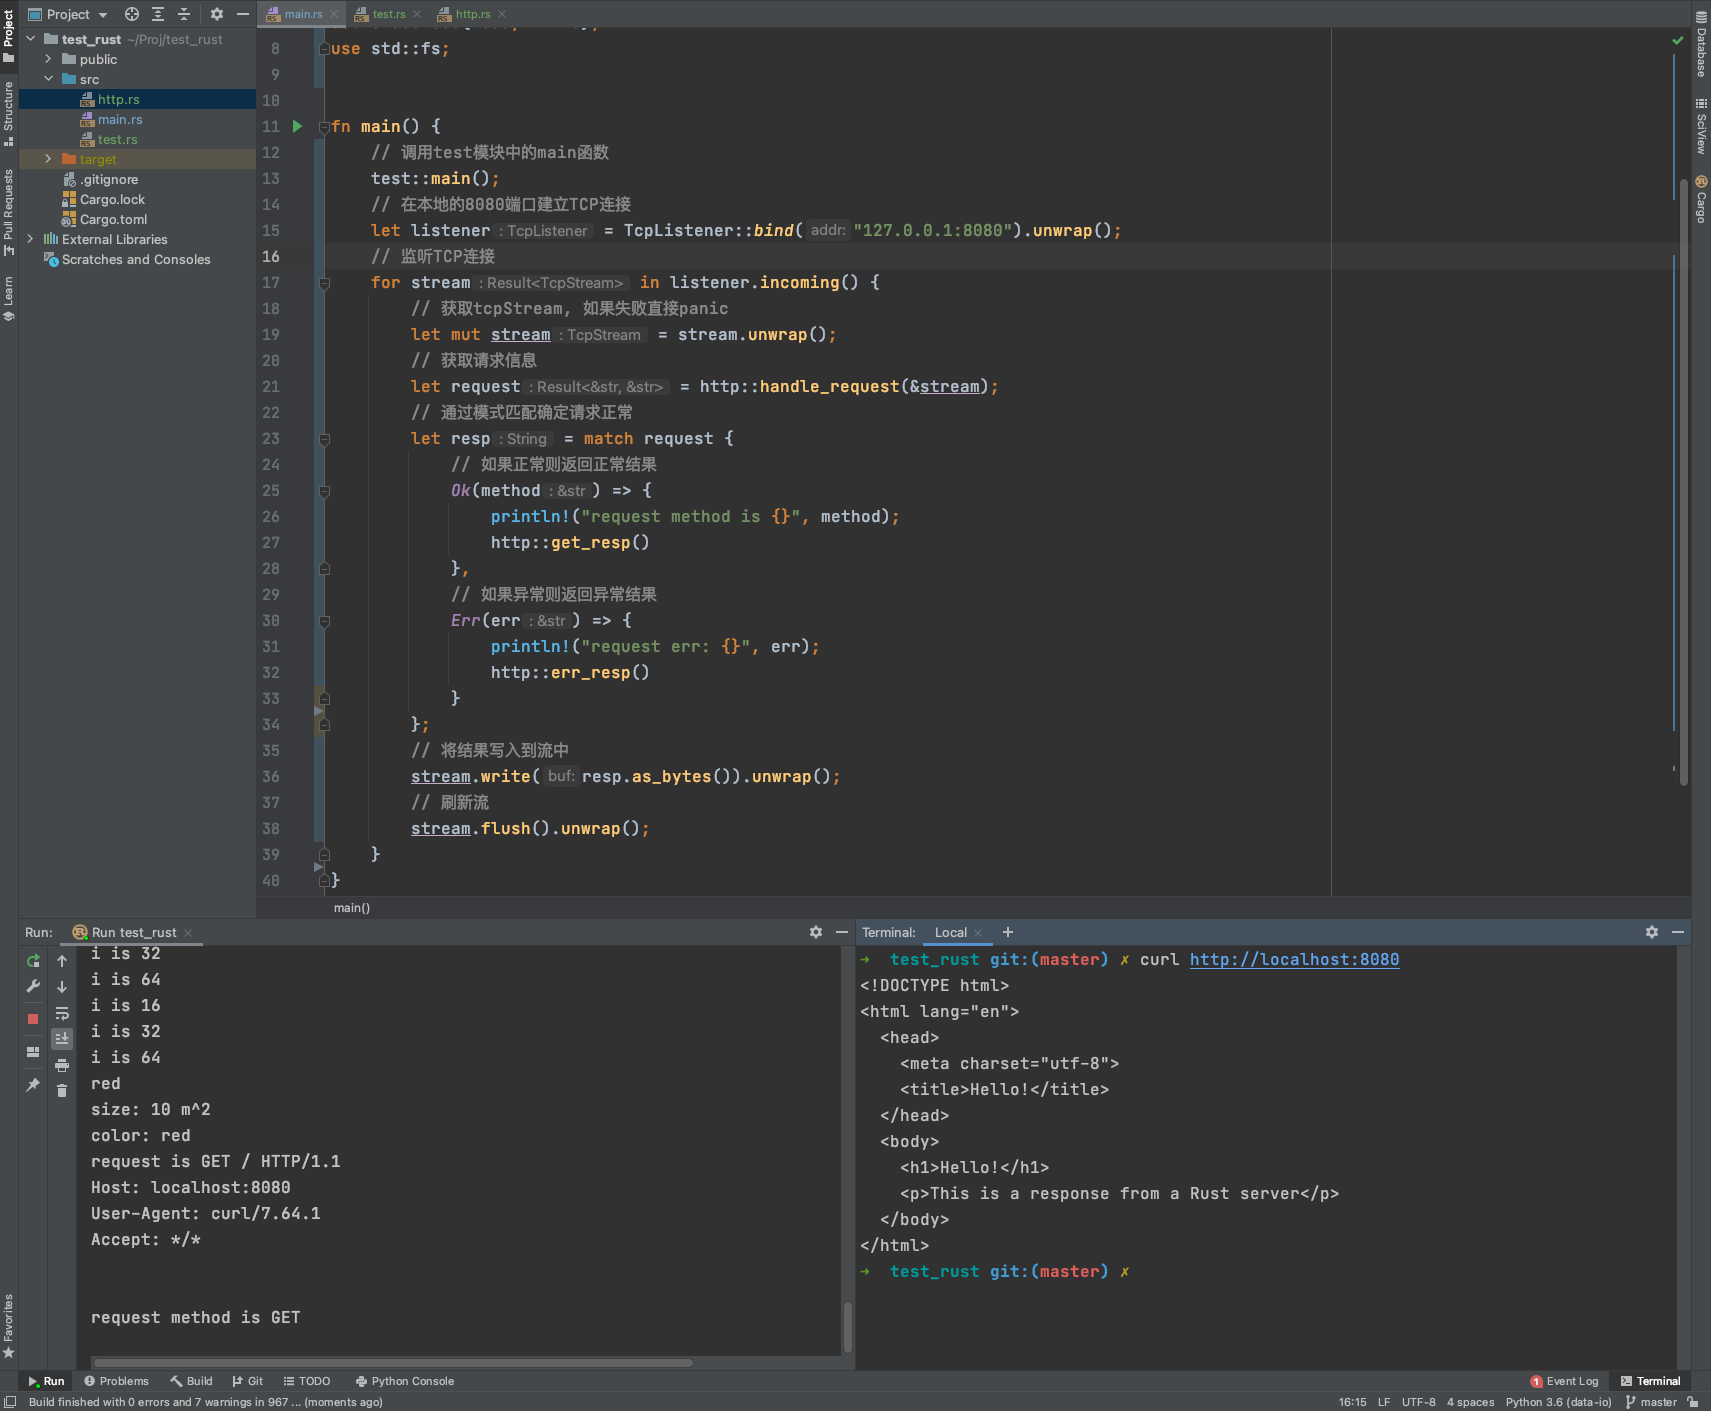 Project
main.rs
test.rs
http.rs
test_rust ~/Proj/test_rust
public
src
http.rs
main.rs
test.rs
target
.gitignore
Cargo.lock
Cargo.toml
External Libraries
Scratches and Consoles
Project
Structure
Pull Requests
Learn
Favorites
8 use std::fs;
9
10
11 fn main() {
12 // 调用test模块中的main函数
13 test::main();
14 // 在本地的8080端口建立TCP连接
15 let listener : TcpListener = TcpListener::bind( addr: "127.0.0.1:8080").unwrap();
16 // 监听TCP连接
17 for stream : Result<TcpStream> in listener.incoming() {
18 // 获取tcpStream, 如果失败直接panic
19 let mut stream : TcpStream = stream.unwrap();
20 // 获取请求信息
21 let request : Result<&str, &str> = http::handle_request(&stream);
22 // 通过模式匹配确定请求正常
23 let resp : String = match request {
24 // 如果正常则返回正常结果
25 Ok(method : &str ) => {
26 println!("request method is {}", method);
27 http::get_resp()
28 },
29 // 如果异常则返回异常结果
30 Err(err : &str ) => {
31 println!("request err: {}", err);
32 http::err_resp()
33 }
34 };
35 // 将结果写入到流中
36 stream.write( buf: resp.as_bytes()).unwrap();
37 // 刷新流
38 stream.flush().unwrap();
39 }
40 }
main()
Database
SciView
Cargo
Run: Run test_rust
i is 32
i is 64
i is 16
i is 32
i is 64
red
size: 10 m^2
color: red
request is GET / HTTP/1.1
Host: localhost:8080
User-Agent: curl/7.64.1
Accept: */*
request method is GET
Terminal: Local +
➜ test_rust git:(master) ✗ curl http://localhost:8080
<!DOCTYPE html>
<html lang="en">
<head>
<meta charset="utf-8">
<title>Hello!</title>
</head>
<body>
<h1>Hello!</h1>
<p>This is a response from a Rust server</p>
</body>
</html>
➜ test_rust git:(master) ✗
Run Problems Build Git TODO Python Console 1 Event Log Terminal
Build finished with 0 errors and 7 warnings in 967 ... (moments ago) 16:15 LF UTF-8 4 spaces Python 3.6 (data-io) master